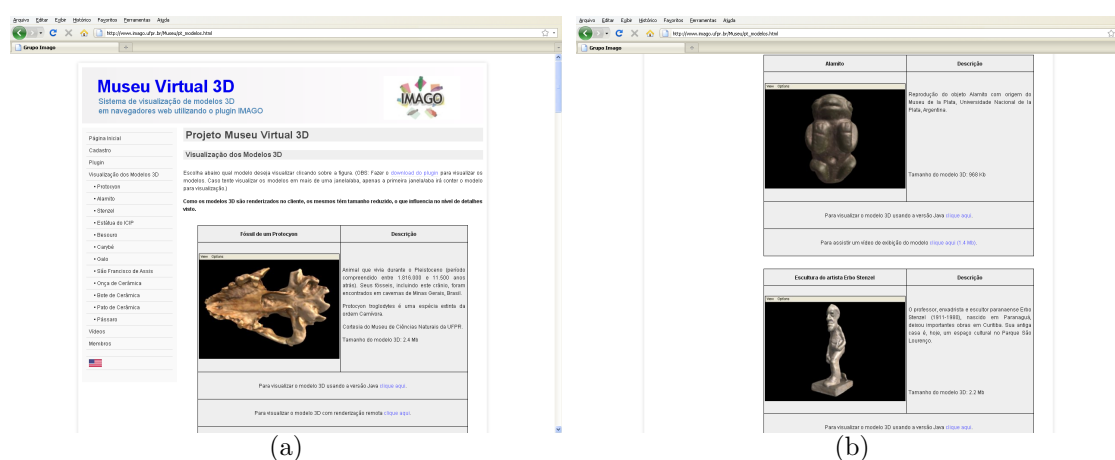 Arquivo Editar Exibir Histórico Favoritos Ferramentas Ajuda
http://www.imago.ufpr.br/Museu/pt_modelos.html
Grupo Imago
Museu Virtual 3D
Sistema de visualização de modelos 3D
em navegadores web utilizando o plugin IMAGO
IMAGO
Página Inicial
Cadastro
Plugin
Visualização dos Modelos 3D
• Protocyon
• Alamito
• Stenzel
• Estátua do ICIP
• Besouro
• Carybé
• Gato
• São Francisco de Assis
• Onça de Cerâmica
• Bote de Cerâmica
• Pato de Cerâmica
• Pássaro
Vídeos
Membros
Projeto Museu Virtual 3D
Visualização dos Modelos 3D
Escolha abaixo qual modelo deseja visualizar clicando sobre a figura. (OBS: Fazer o download do plugin para visualizar os
modelos. Caso tente visualizar os modelos em mais de uma janela/aba, apenas a primeira janela/aba irá conter o modelo
para visualização.)
Como os modelos 3D são renderizados no cliente, os mesmos têm tamanho reduzido, o que influencia no nível de detalhes
visto.
Fóssil de um Protocyon
Descrição
View Options
Animal que viveu durante o Pleistoceno (período
compreendido entre 1.816.000 e 11.500 anos
atrás). Seus fósseis, incluindo este crânio, foram
encontrados em cavernas de Minas Gerais, Brasil.
Protocyon troglodytes é uma espécia extinta da
ordem Carnívora.
Cortesia do Museu de Ciências Naturais da UFPR.
Tamanho do modelo 3D: 2.4 Mb
Para visualizar o modelo 3D usando a versão Java clique aqui.
Para visualizar o modelo 3D com renderização remota clique aqui.
(a)
Arquivo Editar Exibir Histórico Favoritos Ferramentas Ajuda
http://www.imago.ufpr.br/Museu/pt_modelos.html
Grupo Imago
Alamito
Descrição
View Options
Reprodução do objeto Alamito com origem do
Museu de la Plata, Universidade Nacional de la
Plata, Argentina.
Tamanho do modelo 3D: 968 Kb
Para visualizar o modelo 3D usando a versão Java clique aqui.
Para assistir um vídeo de exibição do modelo clique aqui (1.4 Mb).
Escultura do artista Erbo Stenzel
Descrição
View Options
O professor, enxadrista e escultor paranaense Erbo
Stenzel (1911-1980), nascido em Paranaguá,
deixou importantes obras em Curitiba. Sua antiga
casa é, hoje, um espaço cultural no Parque São
Lourenço.
Tamanho do modelo 3D: 2.2 Mb
Para visualizar o modelo 3D usando a versão Java clique aqui.
(b)